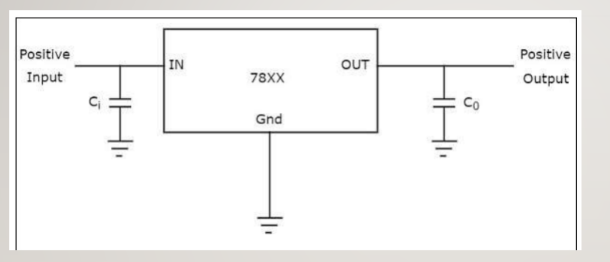 Positive
Input
IN
78XX
OUT
Gnd
Positive
Output
Ci
C0